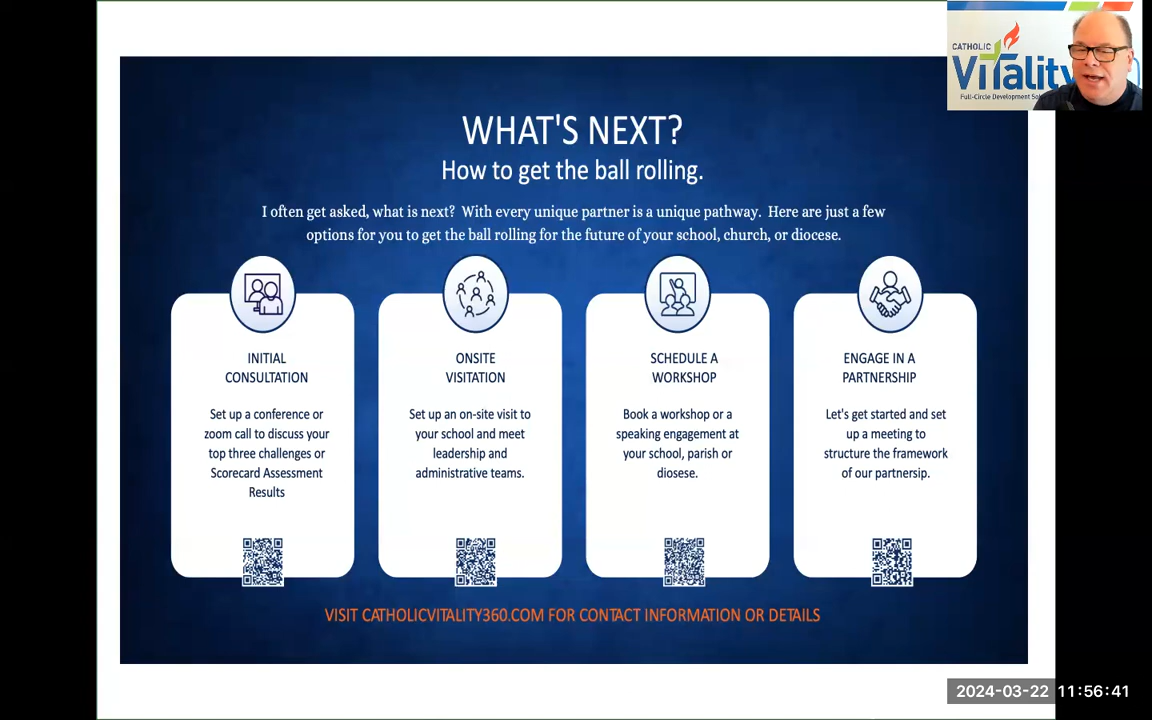 CATHOLIC
Vitality
Full-Circle Development
WHAT'S NEXT?
How to get the ball rolling.
I often get asked, what is next? With every unique partner is a unique pathway. Here are just a few
options for you to get the ball rolling for the future of your school, church, or diocese.
INITIAL
CONSULTATION
Set up a conference or
zoom call to discuss your
top three challenges or
Scorecard Assessment
Results
ONSITE
VISITATION
Set up an on-site visit to
your school and meet
leadership and
administrative teams.
SCHEDULE A
WORKSHOP
Book a workshop or a
speaking engagement at
your school, parish or
diosese.
ENGAGE IN A
PARTNERSHIP
Let's get started and set
up a meeting to
structure the framework
of our partnersip.
VISIT CATHOLICVITALITY360.COM FOR CONTACT INFORMATION OR DETAILS
2024-03-22 11:56:41